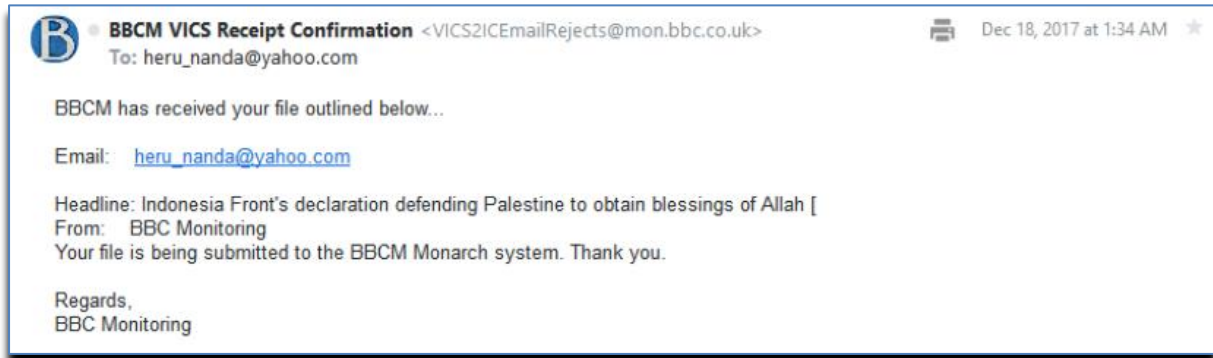 BBCM VICS Receipt Confirmation <VICS2ICEmailRejects@mon.bbc.co.uk> Dec 18, 2017 at 1:34 AM
To: heru_nanda@yahoo.com
BBCM has received your file outlined below...
Email: heru_nanda@yahoo.com
Headline: Indonesia Front's declaration defending Palestine to obtain blessings of Allah [
From: BBC Monitoring
Your file is being submitted to the BBCM Monarch system. Thank you.
Regards,
BBC Monitoring